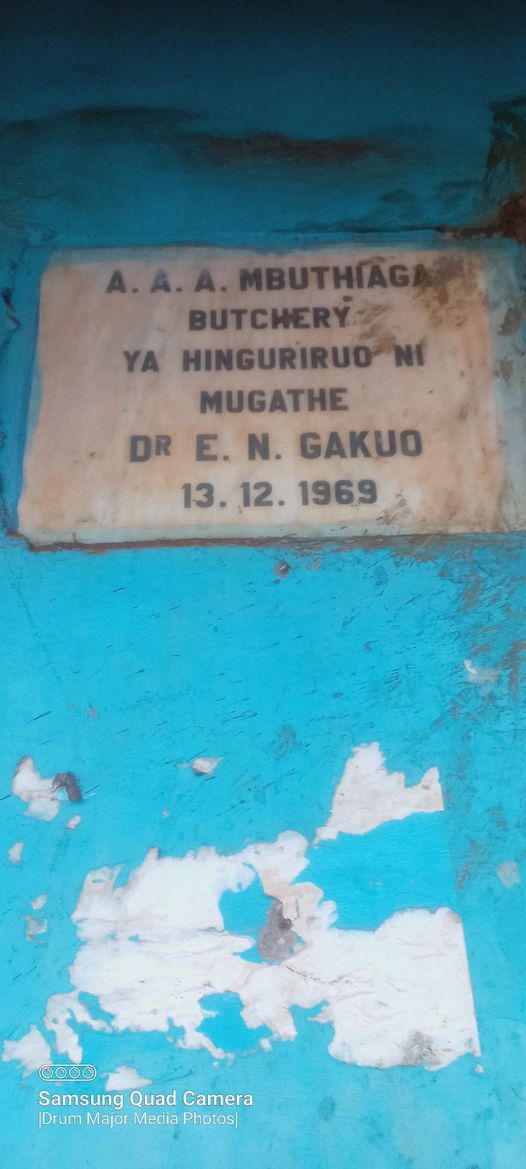 A. A. A. MBUTHIAGA
BUTCHERY
YA HINGURIRUO NI
MUGATHE
DR E. N. GAKUO
13. 12. 1969
Samsung Quad Camera
|Drum Major Media Photos|